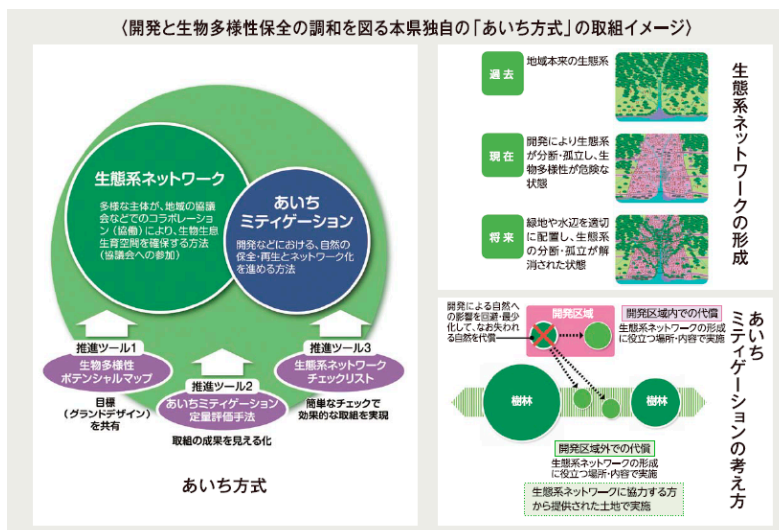 〈開発と生物多様性保全の調和を図る本県独自の「あいち方式」の取組イメージ〉
生態系ネットワーク
多様な主体が、地域の協議
会などでのコラボレーショ
ン(協働)により、生物生息
生育空間を確保する方法
(協議会への参加)
あいち
ミティゲーション
開発などにおける、自然の
保全・再生とネットワーク化
を進める方法
推進ツール1
生物多様性
ポテンシャルマップ
目標
(グランドデザイン)
を共有
推進ツール2
あいちミティゲーション
定量評価手法
取組の成果を見える化
推進ツール3
生態系ネットワーク
チェックリスト
簡単なチェックで
効果的な取組を実現
あいち方式
生態系ネットワークの形成
過去
地域本来の生態系
現在
開発により生態系
が分断・孤立し、生
物多様性が危険な
状態
将来
緑地や水辺を適切
に配置し、生態系
の分断・孤立が解
消された状態
あいち
ミティゲーションの考え方
開発による自然へ
の影響を回避・最少
化して、なお失われ
る自然を代償
開発区域
開発区域内での代償
生態系ネットワークの形成
に役立つ場所・内容で実施
樹林
樹林
開発区域外での代償
生態系ネットワークの形成
に役立つ場所・内容で実施
生態系ネットワークに協力する方
から提供された土地で実施